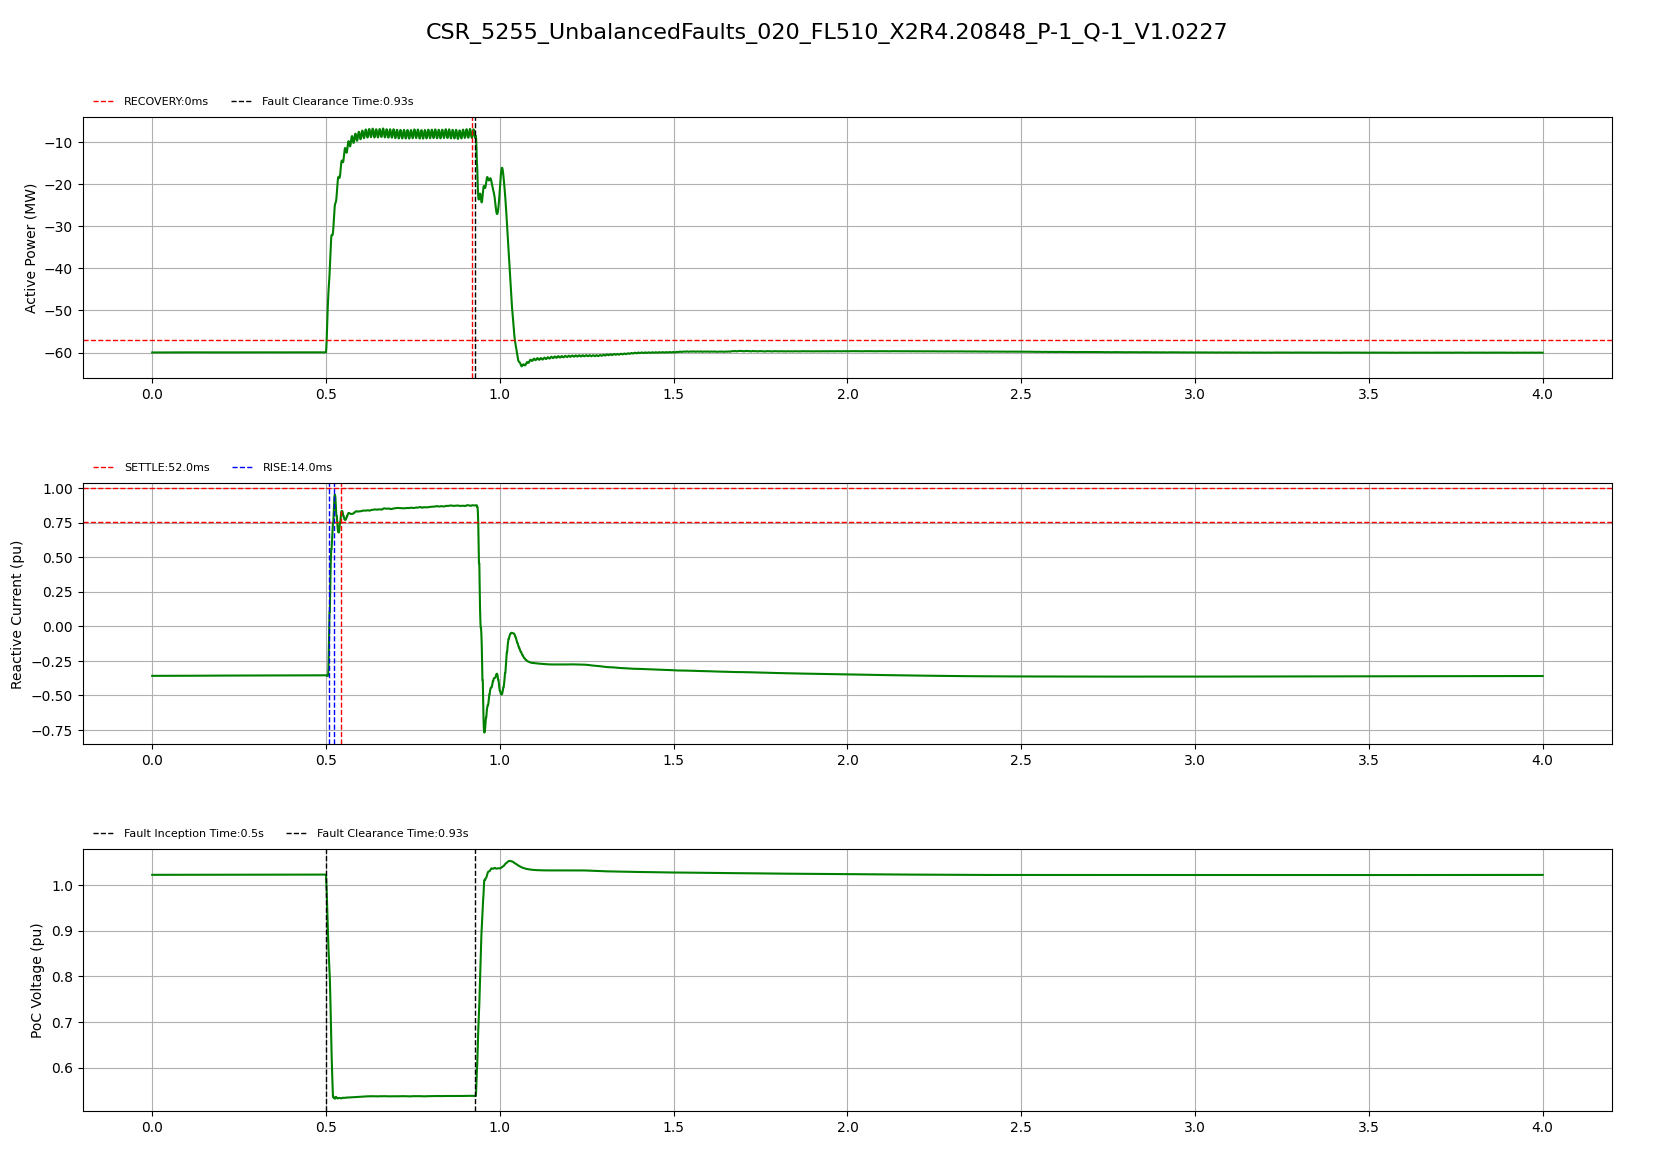 CSR_5255_UnbalancedFaults_020_FL510_X2R4.20848_P-1_Q-1_V1.0227
RECOVERY:0ms Fault Clearance Time:0.93s
Active Power (MW)
−10
−20
−30
−40
−50
−60
0.0 0.5 1.0 1.5 2.0 2.5 3.0 3.5 4.0
SETTLE:52.0ms RISE:14.0ms
Reactive Current (pu)
1.00
0.75
0.50
0.25
0.00
−0.25
−0.50
−0.75
0.0 0.5 1.0 1.5 2.0 2.5 3.0 3.5 4.0
Fault Inception Time:0.5s Fault Clearance Time:0.93s
PoC Voltage (pu)
1.0
0.9
0.8
0.7
0.6
0.0 0.5 1.0 1.5 2.0 2.5 3.0 3.5 4.0